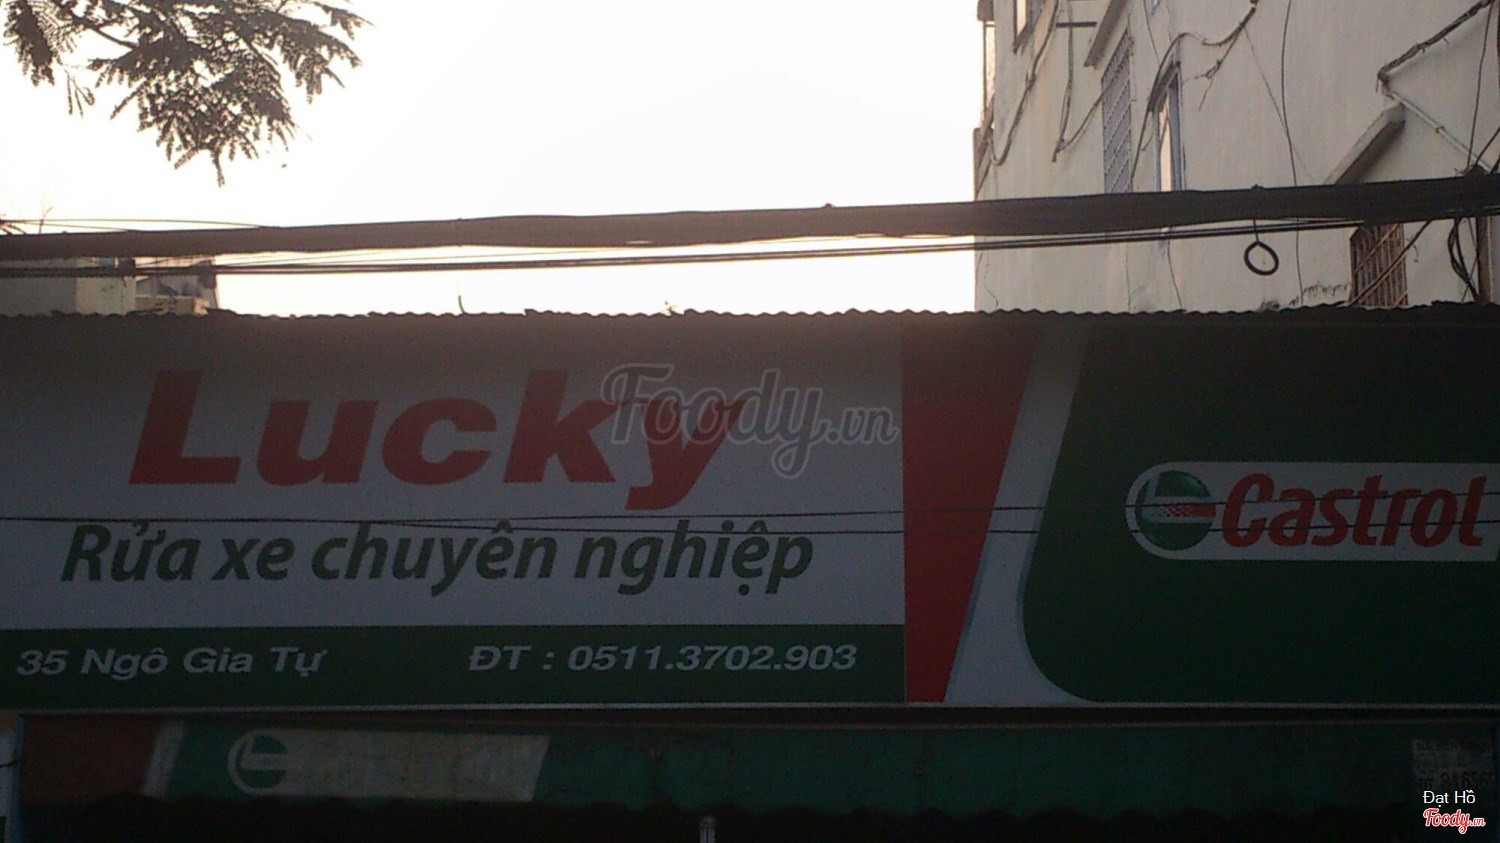 Lucky
Foody.vn
Rửa xe chuyên nghiệp
35 Ngô Gia Tự
ĐT : 0511.3702.903
Castrol
Đạt Hồ
Foody.vn